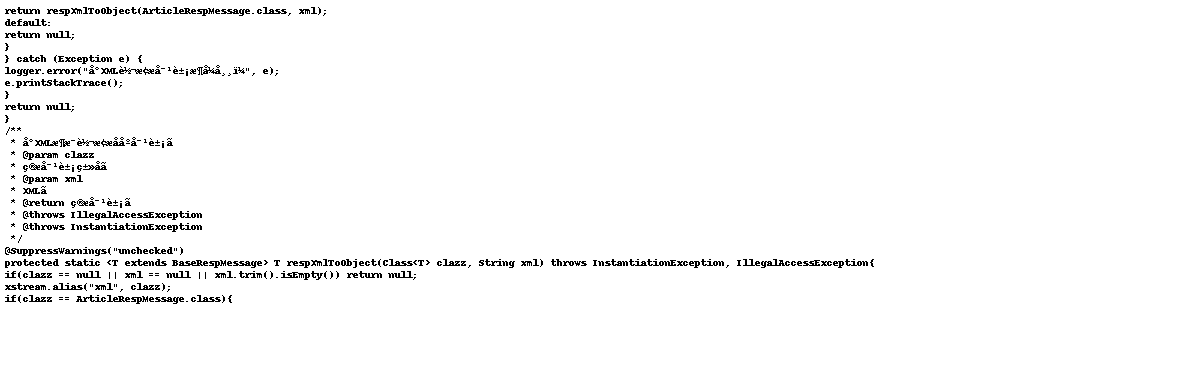 return respXmlToObject(ArticleRespMessage.class, xml);
default:
return null;
}
} catch (Exception e) {
logger.error("å°XMLè½¬æ¢æå¯¹è±¡æ¶å¼å¸¸ï¼", e);
e.printStackTrace();
}
return null;
}
/**
* å°XMLæ¶æ¯è½¬æ¢æååºå¯¹è±¡ã
* @param clazz
* ç®æå¯¹è±¡ç±»åã
* @param xml
* XMLã
* @return ç®æå¯¹è±¡ã
* @throws IllegalAccessException
* @throws InstantiationException
*/
@SuppressWarnings("unchecked")
protected static <T extends BaseRespMessage> T respXmlToObject(Class<T> clazz, String xml) throws InstantiationException, IllegalAccessException{
if(clazz == null || xml == null || xml.trim().isEmpty()) return null;
xstream.alias("xml", clazz);
if(clazz == ArticleRespMessage.class){